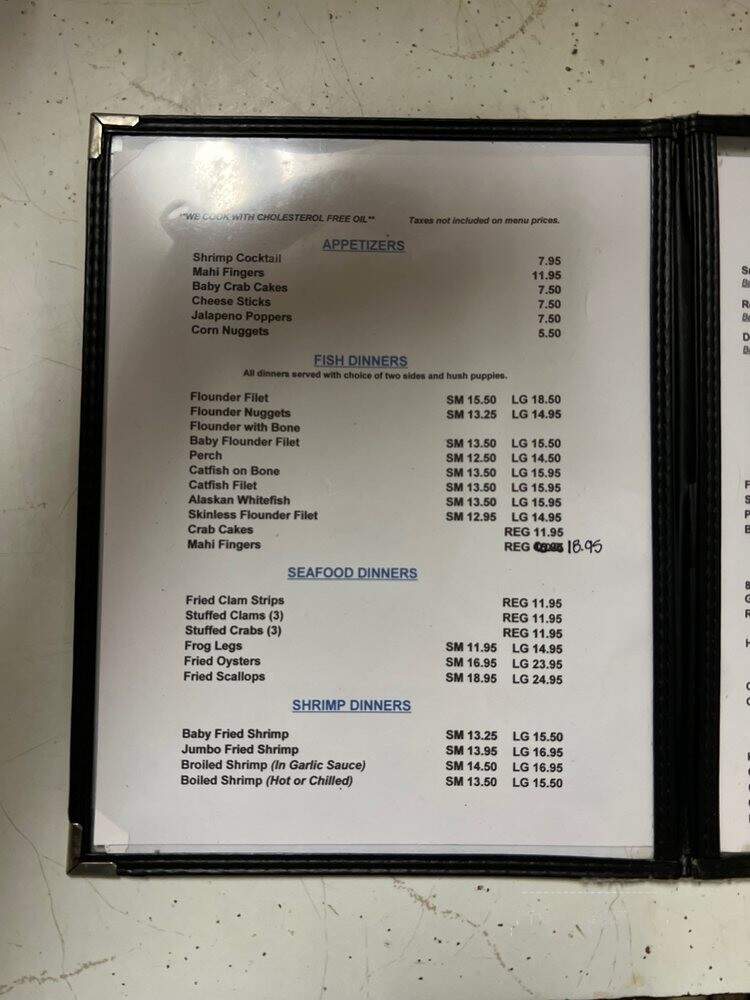 "WE COOK WITH CHOLESTEROL FREE OIL** Taxes not included on menu prices.
APPETIZERS
Shrimp Cocktail 7.95
Mahi Fingers 11.95
Baby Crab Cakes 7.50
Cheese Sticks 7.50
Jalapeno Poppers 7.50
Corn Nuggets 5.50
FISH DINNERS
All dinners served with choice of two sides and hush puppies.
Flounder Filet SM 15.50 LG 18.50
Flounder Nuggets SM 13.25 LG 14.95
Flounder with Bone
Baby Flounder Filet SM 13.50 LG 15.50
Perch SM 12.50 LG 14.50
Catfish on Bone SM 13.50 LG 15.95
Catfish Filet SM 13.50 LG 15.95
Alaskan Whitefish SM 13.50 LG 15.95
Skinless Flounder Filet SM 12.95 LG 14.95
Crab Cakes REG 11.95
Mahi Fingers REG 18.95
SEAFOOD DINNERS
Fried Clam Strips REG 11.95
Stuffed Clams (3) REG 11.95
Stuffed Crabs (3) REG 11.95
Frog Legs SM 11.95 LG 14.95
Fried Oysters SM 16.95 LG 23.95
Fried Scallops SM 18.95 LG 24.95
SHRIMP DINNERS
Baby Fried Shrimp SM 13.25 LG 15.50
Jumbo Fried Shrimp SM 13.95 LG 16.95
Broiled Shrimp (In Garlic Sauce) SM 14.50 LG 16.95
Boiled Shrimp (Hot or Chilled) SM 13.50 LG 15.50